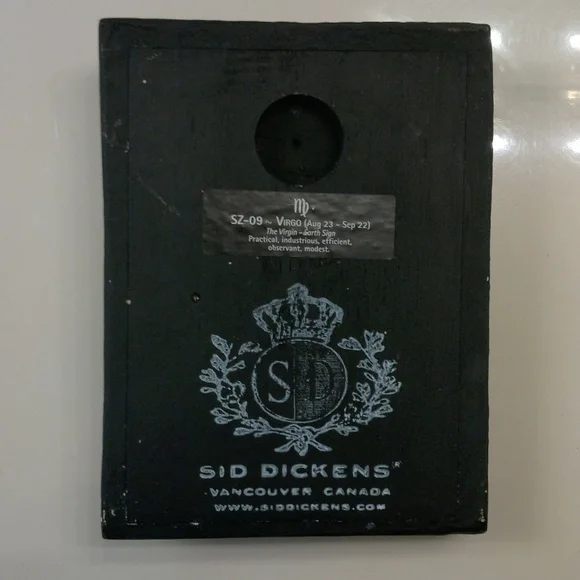 ♍
SZ-09 ~ VIRGO (Aug 23 ~ Sep 22)
The Virgin ~ Earth Sign
Practical, industrious, efficient,
observant, modest.
SD
SID DICKENS®
VANCOUVER CANADA
WWW.SIDDICKENS.COM